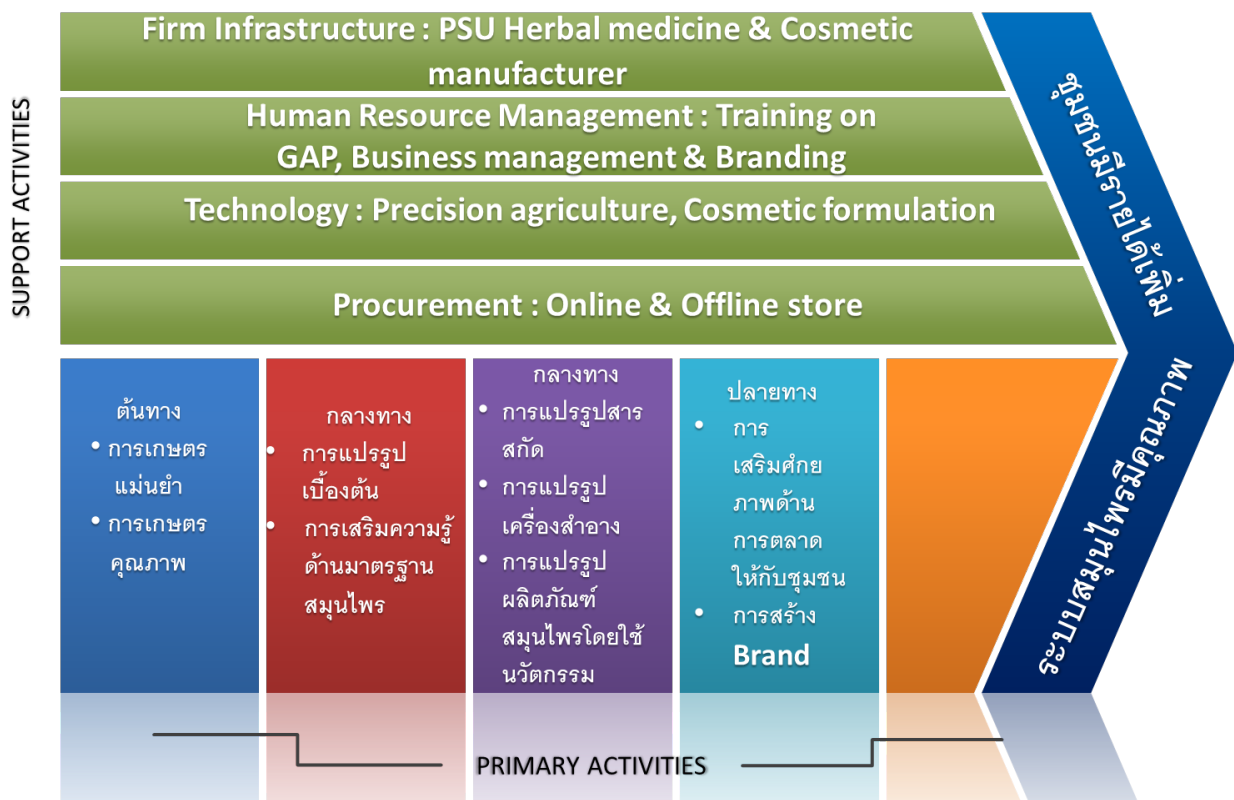 Firm Infrastructure : PSU Herbal medicine & Cosmetic
manufacturer
Human Resource Management : Training on
GAP, Business management & Branding
Technology : Precision agriculture, Cosmetic formulation
Procurement : Online & Offline store
SUPPORT ACTIVITIES
ต้นทาง
• การเกษตร
แม่นยำ
• การเกษตร
คุณภาพ
กลางทาง
• การแปรรูป
เบื้องต้น
• การเสริมความรู้
ด้านมาตรฐาน
สมุนไพร
กลางทาง
• การแปรรูปสาร
สกัด
• การแปรรูป
เครื่องสำอาง
• การแปรรูป
ผลิตภัณฑ์
สมุนไพรโดยใช้
นวัตกรรม
ปลายทาง
• การ
เสริมศํกย
ภาพด้าน
การตลาด
ให้กับชุมชน
• การสร้าง
Brand
ชุมชนมีรายได้เพิ่ม
ระบบสมุนไพรมีคุณภาพ
PRIMARY ACTIVITIES